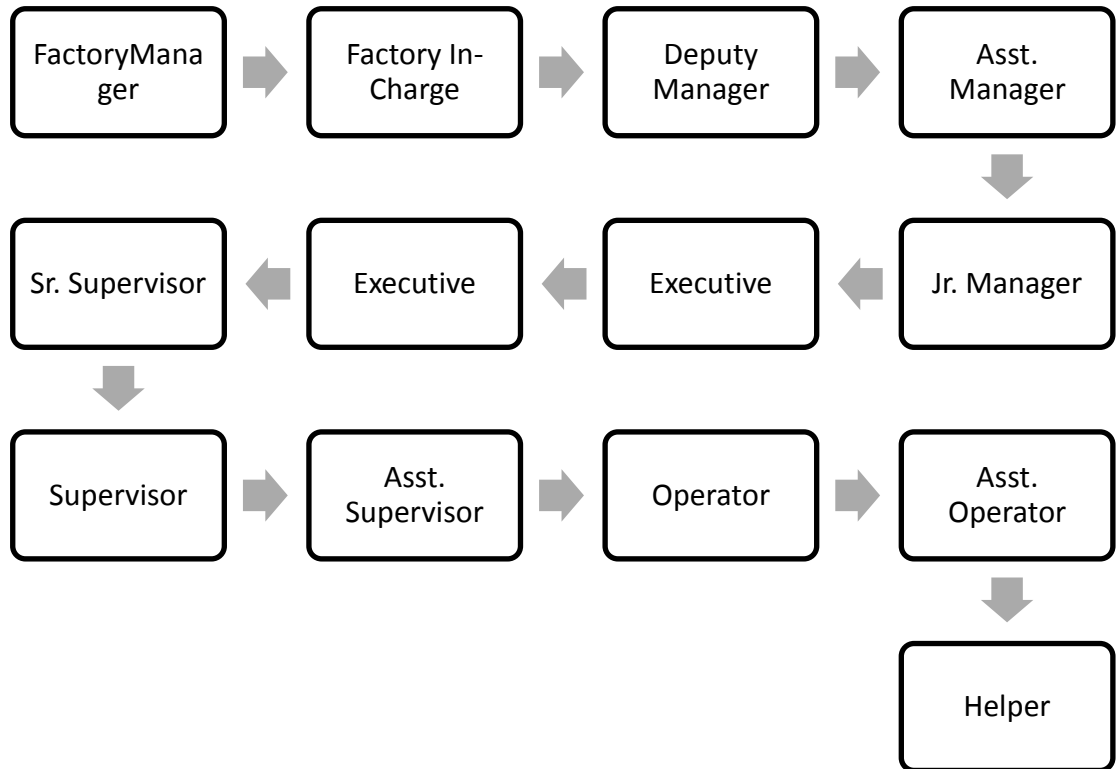 FactoryMana
ger
Factory In-
Charge
Deputy
Manager
Asst.
Manager
Sr. Supervisor
Executive
Executive
Jr. Manager
Supervisor
Asst.
Supervisor
Operator
Asst.
Operator
Helper